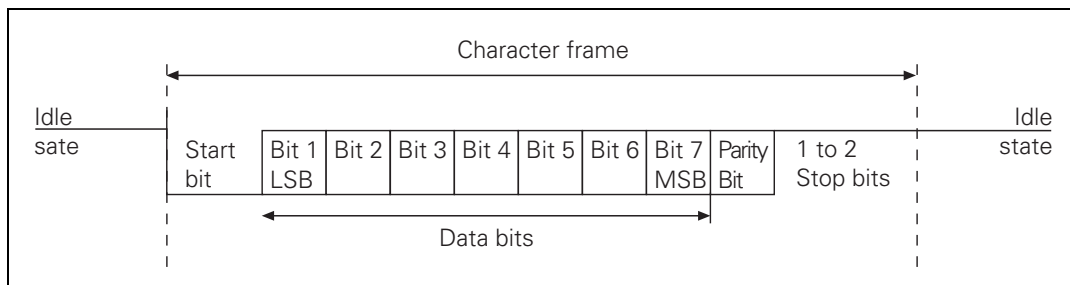 Character frame
Idle
sate
Idle
state
Start
bit
Bit 1
LSB
Bit 2
Bit 3
Bit 4
Bit 5
Bit 6
Bit 7
MSB
Parity
Bit
1 to 2
Stop bits
Data bits